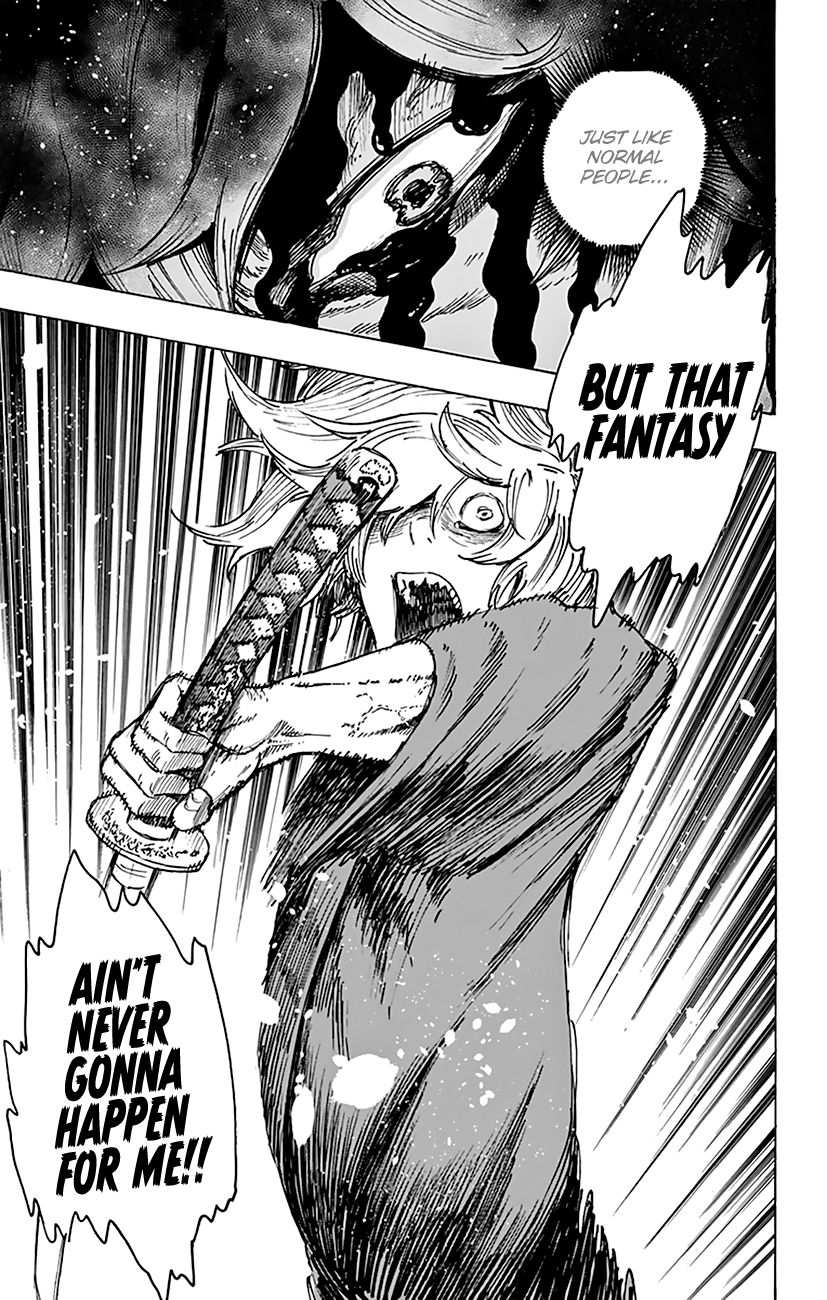 JUST LIKE
NORMAL
PEOPLE...
BUT THAT
FANTASY
AIN'T
NEVER
GONNA
HAPPEN
FOR ME!!